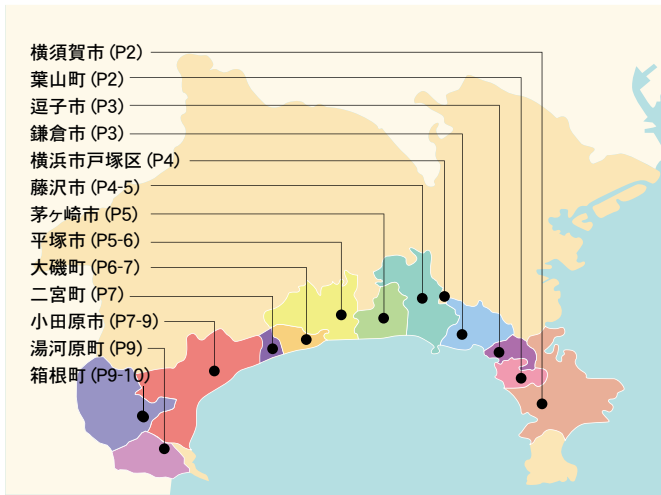 横須賀市(P2)
葉山町(P2)
逗子市(P3)
鎌倉市(P3)
横浜市戸塚区(P4)
藤沢市(P4-5)
茅ヶ崎市(P5)
平塚市(P5-6)
大磯町(P6-7)
二宮町(P7)
小田原市(P7-9)
湯河原町(P9)
箱根町(P9-10)